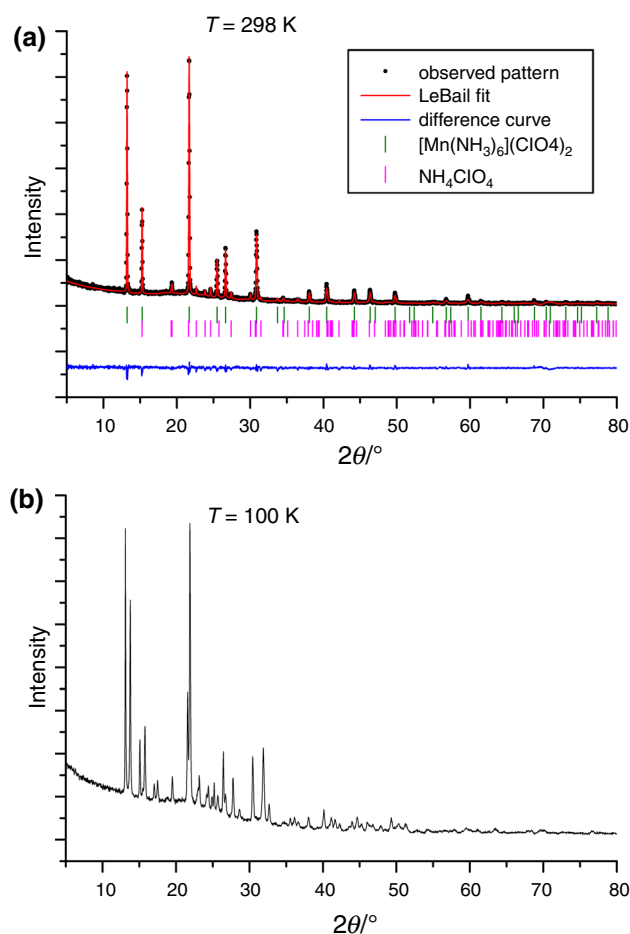 (a)
T = 298 K
observed pattern
LeBail fit
difference curve
[Mn(NH3)6](ClO4)2
NH4ClO4
Intensity
10 20 30 40 50 60 70 80
2θ/°
(b)
T = 100 K
Intensity
10 20 30 40 50 60 70 80
2θ/°